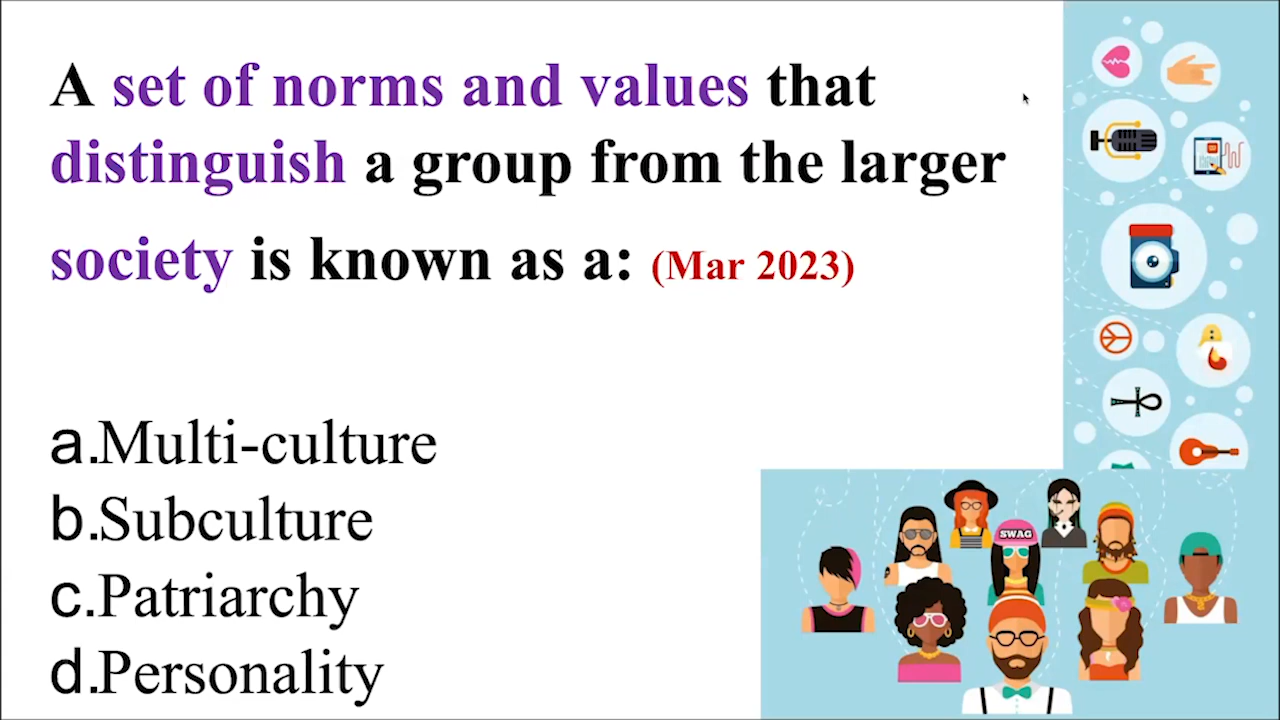 A set of norms and values that
distinguish a group from the larger
society is known as a: (Mar 2023)
a.Multi-culture
b.Subculture
c.Patriarchy
d.Personality
SWAG